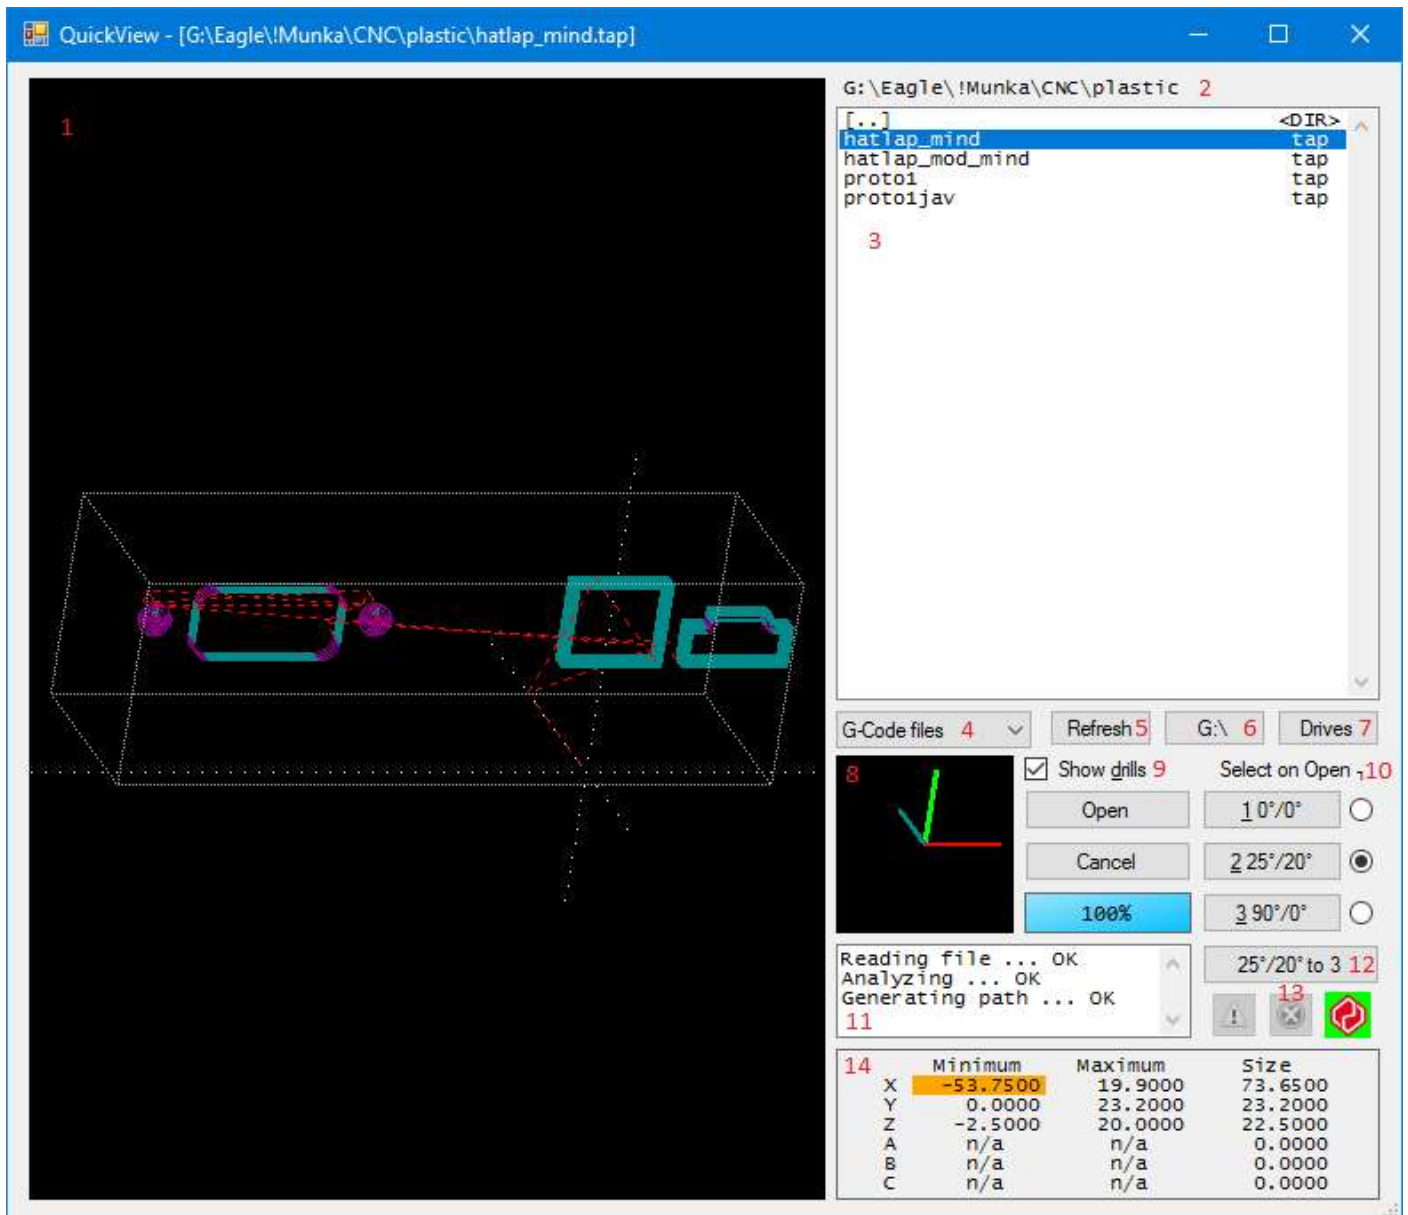 QuickView - [G:\Eagle\!Munka\CNC\plastic\hatlap_mind.tap]
1
G:\Eagle\!Munka\CNC\plastic 2
[..] <DIR>
hatlap_mind tap
hatlap_mod_mind tap
proto1 tap
proto1jav tap
3
G-Code files 4 Refresh 5 G:\ 6 Drives 7
8 Show drills 9 Select on Open ┐10
Open 1 0°/0°
Cancel 2 25°/20°
100% 3 90°/0°
Reading file ... OK
Analyzing ... OK
Generating path ... OK
11
25°/20° to 3 12
13
14 Minimum Maximum Size
X -53.7500 19.9000 73.6500
Y 0.0000 23.2000 23.2000
Z -2.5000 20.0000 22.5000
A n/a n/a 0.0000
B n/a n/a 0.0000
C n/a n/a 0.0000